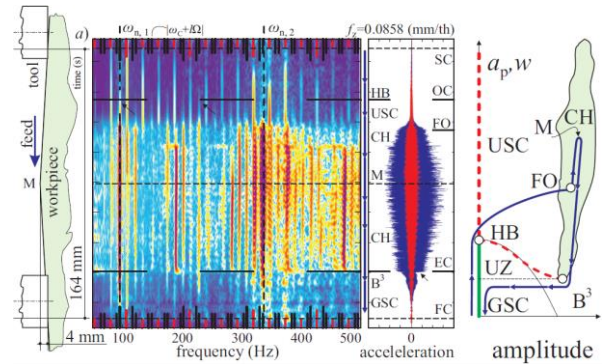 tool
workpiece
feed
M
164 mm
4 mm
a)
time (s)
ω_n, 1
|ω_C+lΩ|
ω_n, 2
f_z=0.0858 (mm/th)
HB
USC
CH
M
CH
B³
GSC
100 200 300 400 500
frequency (Hz)
SC
OC
FO
M
EC
FC
0
acceleleration
a_p,w
USC
M
CH
FO
HB
UZ
GSC
B³
amplitude